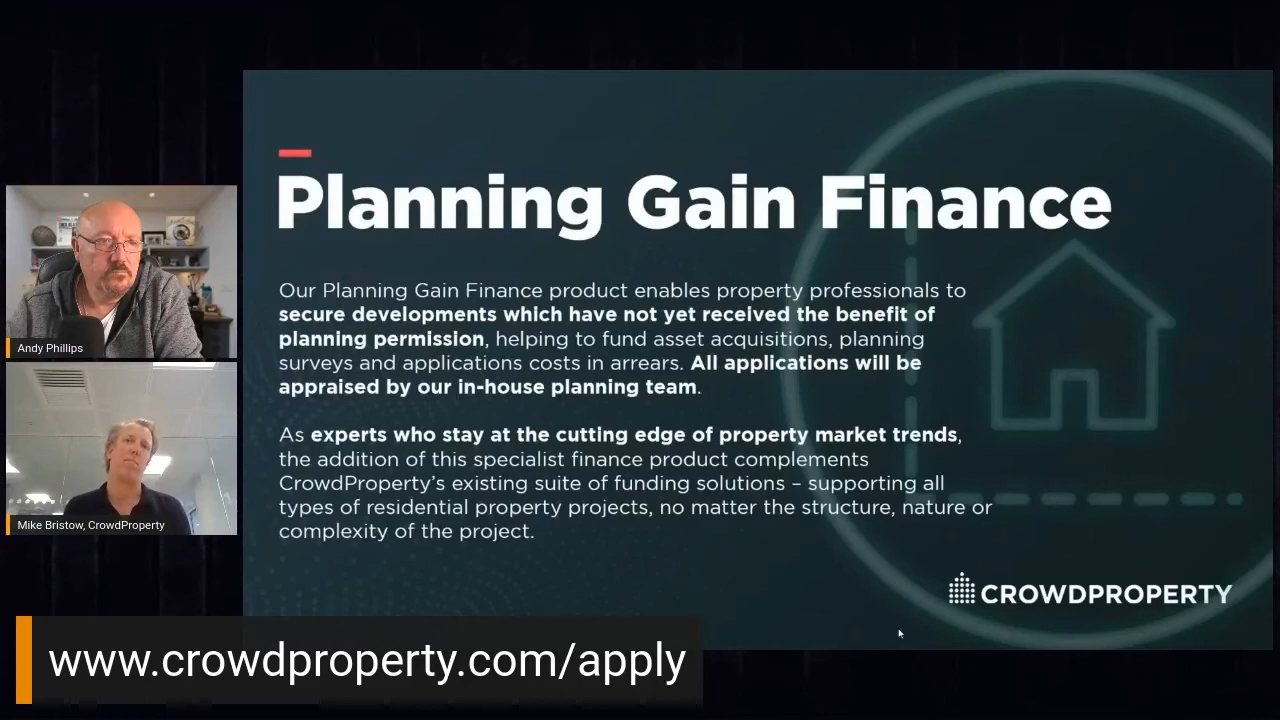 Planning Gain Finance
Our Planning Gain Finance product enables property professionals to
secure developments which have not yet received the benefit of
planning permission, helping to fund asset acquisitions, planning
surveys and applications costs in arrears. All applications will be
appraised by our in-house planning team.
As experts who stay at the cutting edge of property market trends,
the addition of this specialist finance product complements
CrowdProperty's existing suite of funding solutions – supporting all
types of residential property projects, no matter the structure, nature or
complexity of the project.
CROWDPROPERTY
Andy Phillips
Mike Bristow, CrowdProperty
www.crowdproperty.com/apply